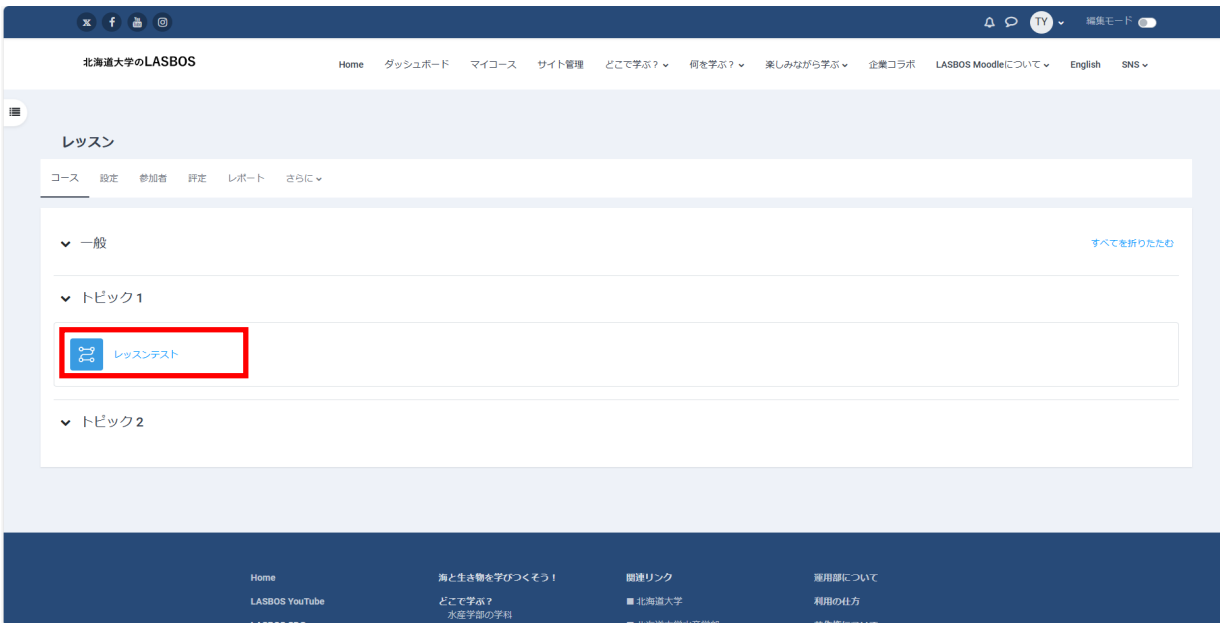 TY 編集モード
北海道大学のLASBOS
Home ダッシュボード マイコース サイト管理 どこで学ぶ? 何を学ぶ? 楽しみながら学ぶ 企業コラボ LASBOS Moodleについて English SNS
レッスン
コース 設定 参加者 評定 レポート さらに
一般 すべてを折りたたむ
トピック 1
レッスンテスト
トピック 2
Home 海と生き物を学びつくそう! 関連リンク 運用部について
LASBOS YouTube どこで学ぶ? ■ 北海道大学 利用の仕方
水産学部の学科